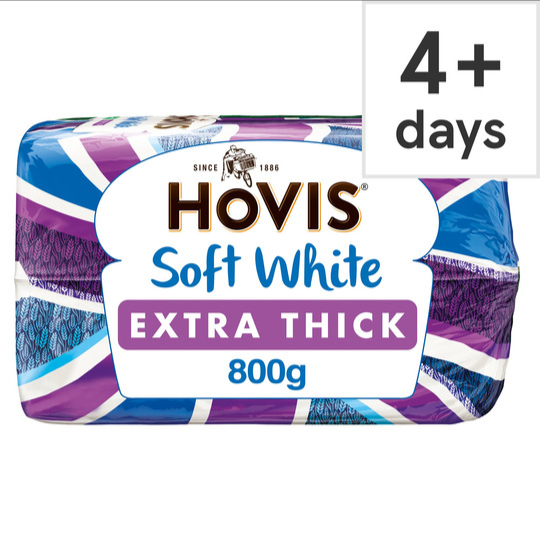 4+
days
SINCE 1886
HOVIS®
Soft White
EXTRA THICK
800g